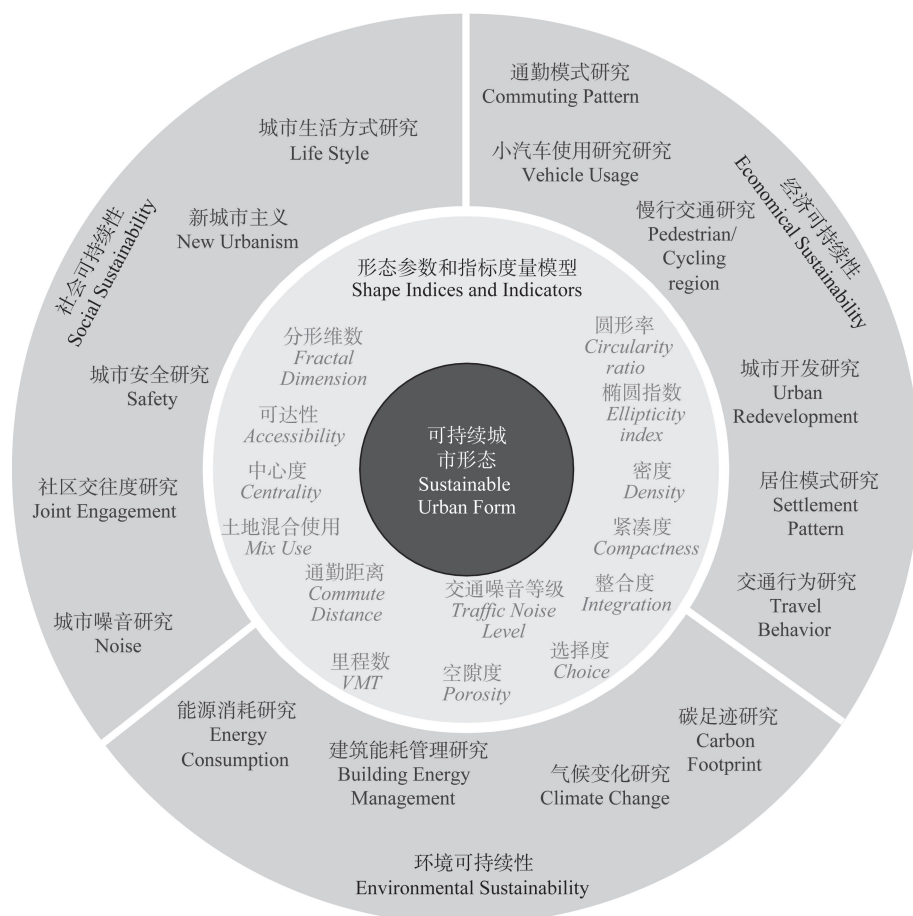 通勤模式研究
Commuting Pattern
小汽车使用研究研究
Vehicle Usage
慢行交通研究
Pedestrian/
Cycling
region
经济可持续性
Economical Sustainability
城市开发研究
Urban
Redevelopment
居住模式研究
Settlement
Pattern
交通行为研究
Travel
Behavior
城市生活方式研究
Life Style
新城市主义
New Urbanism
社会可持续性
Social Sustainability
城市安全研究
Safety
社区交往度研究
Joint Engagement
城市噪音研究
Noise
能源消耗研究
Energy
Consumption
建筑能耗管理研究
Building Energy
Management
气候变化研究
Climate Change
碳足迹研究
Carbon
Footprint
环境可持续性
Environmental Sustainability
形态参数和指标度量模型
Shape Indices and Indicators
分形维数
Fractal
Dimension
可达性
Accessibility
中心度
Centrality
土地混合使用
Mix Use
通勤距离
Commute
Distance
里程数
VMT
交通噪音等级
Traffic Noise
Level
空隙度
Porosity
选择度
Choice
整合度
Integration
紧凑度
Compactness
密度
Density
椭圆指数
Ellipticity
index
圆形率
Circularity
ratio
可持续城
市形态
Sustainable
Urban Form